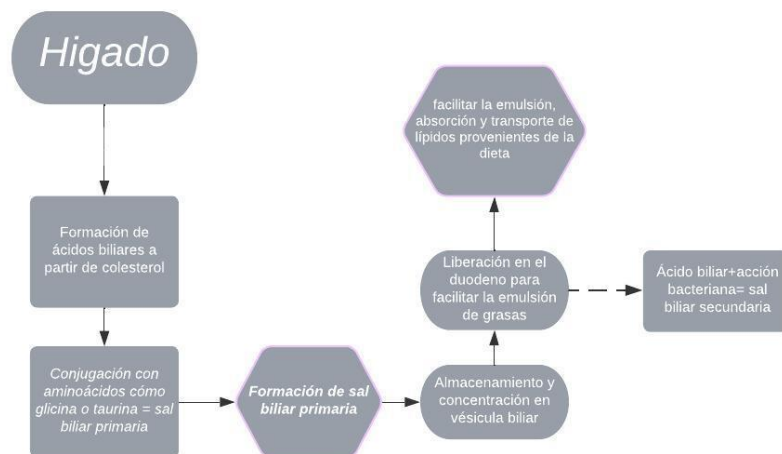 Higado
Formación de
ácidos biliares a
partir de colesterol
Conjugación con
aminoácidos cómo
glicina o taurina = sal
biliar primaria
Formación de sal
biliar primaria
Almacenamiento y
concentración en
vésicula biliar
Liberación en el
duodeno para
facilitar la emulsión
de grasas
facilitar la emulsión,
absorción y transporte de
lípidos provenientes de la
dieta
Ácido biliar+acción
bacteriana= sal
biliar secundaria